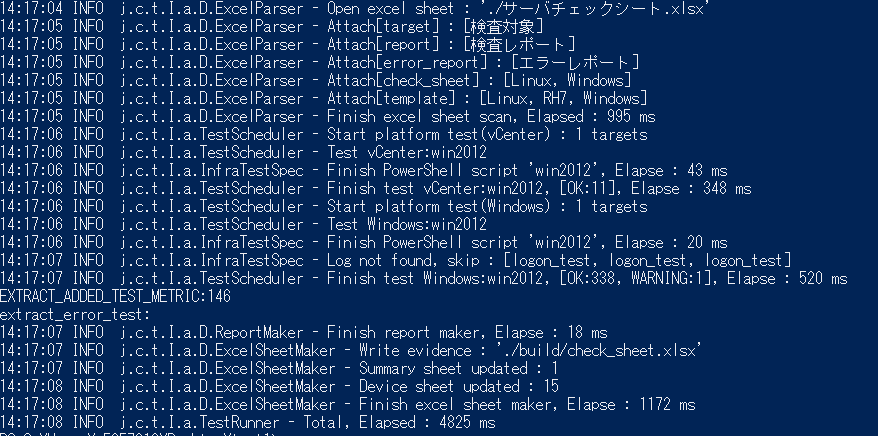 14:17:04 INFO  j.c.t.I.a.D.ExcelParser - Open excel sheet : './サーバチェックシート.xlsx'
14:17:05 INFO  j.c.t.I.a.D.ExcelParser - Attach[target] : [検査対象]
14:17:05 INFO  j.c.t.I.a.D.ExcelParser - Attach[report] : [検査レポート]
14:17:05 INFO  j.c.t.I.a.D.ExcelParser - Attach[error_report] : [エラーレポート]
14:17:05 INFO  j.c.t.I.a.D.ExcelParser - Attach[check_sheet] : [Linux, Windows]
14:17:05 INFO  j.c.t.I.a.D.ExcelParser - Attach[template] : [Linux, RH7, Windows]
14:17:05 INFO  j.c.t.I.a.D.ExcelParser - Finish excel sheet scan, Elapsed : 995 ms
14:17:06 INFO  j.c.t.I.a.TestScheduler - Start platform test(vCenter) : 1 targets
14:17:06 INFO  j.c.t.I.a.TestScheduler - Test vCenter:win2012
14:17:06 INFO  j.c.t.I.a.InfraTestSpec - Finish PowerShell script 'win2012', Elapse : 43 ms
14:17:06 INFO  j.c.t.I.a.TestScheduler - Finish test vCenter:win2012, [OK:11], Elapse : 348 ms
14:17:06 INFO  j.c.t.I.a.TestScheduler - Start platform test(Windows) : 1 targets
14:17:06 INFO  j.c.t.I.a.TestScheduler - Test Windows:win2012
14:17:06 INFO  j.c.t.I.a.InfraTestSpec - Finish PowerShell script 'win2012', Elapse : 20 ms
14:17:07 INFO  j.c.t.I.a.InfraTestSpec - Log not found, skip : [logon_test, logon_test, logon_test]
14:17:07 INFO  j.c.t.I.a.TestScheduler - Finish test Windows:win2012, [OK:338, WARNING:1], Elapse : 520 ms
EXTRACT_ADDED_TEST_METRIC:146
extract_error_test:
14:17:07 INFO  j.c.t.I.a.D.ReportMaker - Finish report maker, Elapse : 18 ms
14:17:07 INFO  j.c.t.I.a.D.ExcelSheetMaker - Write evidence : './build/check_sheet.xlsx'
14:17:07 INFO  j.c.t.I.a.D.ExcelSheetMaker - Summary sheet updated : 1
14:17:08 INFO  j.c.t.I.a.D.ExcelSheetMaker - Device sheet updated : 15
14:17:08 INFO  j.c.t.I.a.D.ExcelSheetMaker - Finish excel sheet maker, Elapse : 1172 ms
14:17:08 INFO  j.c.t.I.a.TestRunner - Total, Elapsed : 4825 ms